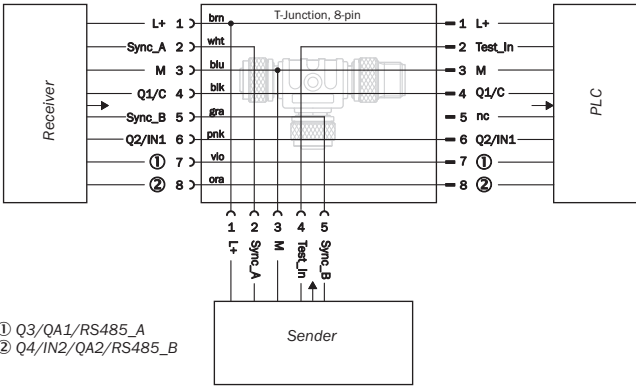 T-Junction, 8-pin
L+ 1 brn 1 L+
Sync_A 2 wht 2 Test_In
M 3 blu 3 M
Q1/C 4 blk 4 Q1/C
Sync_B 5 gra 5 nc
Q2/IN1 6 pnk 6 Q2/IN1
① 7 vio 7 ①
② 8 ora 8 ②
Receiver
PLC
1 2 3 4 5
L+ Sync_A M Test_In Sync_B
Sender
① Q3/QA1/RS485_A
② Q4/IN2/QA2/RS485_B